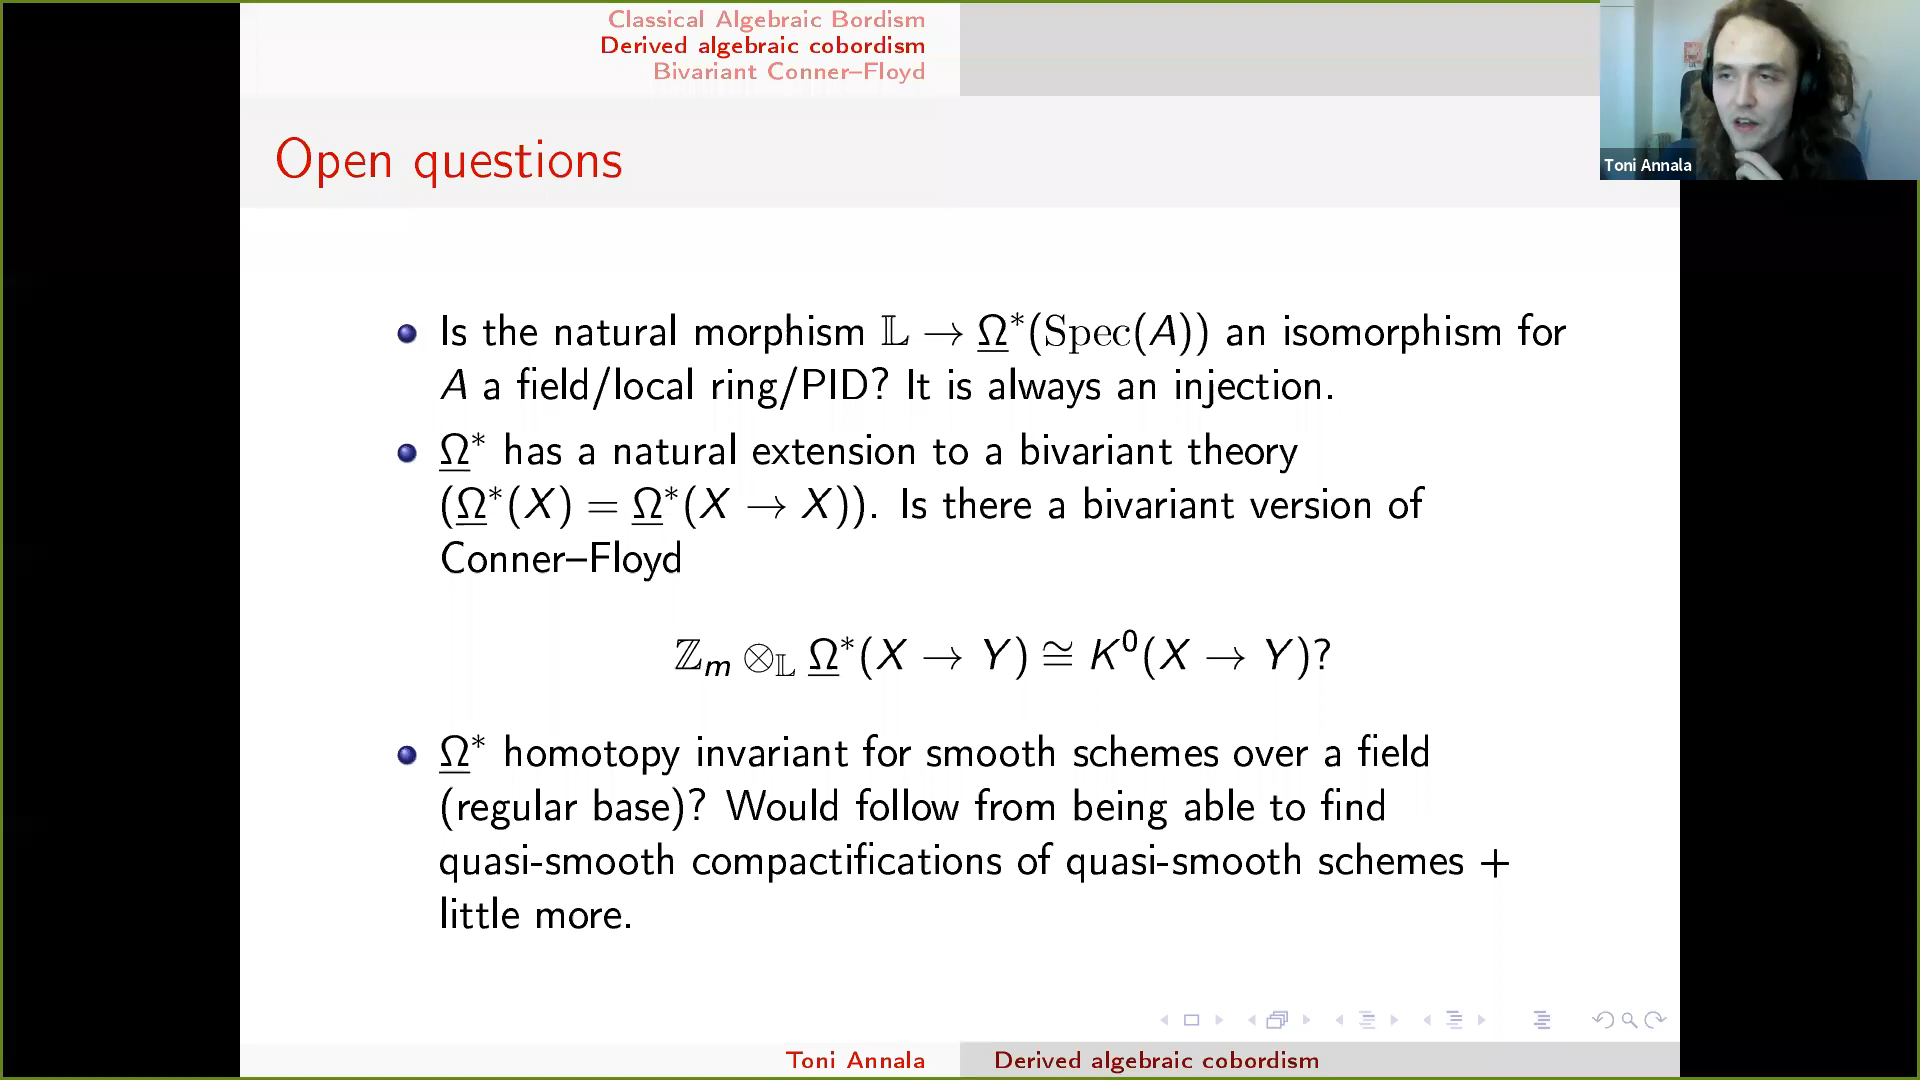 Classical Algebraic Bordism
Derived algebraic cobordism
Bivariant Conner–Floyd
Toni Annala
Open questions
Is the natural morphism 𝕃 → Ω̲*(Spec(A)) an isomorphism for
A a field/local ring/PID? It is always an injection.
Ω̲* has a natural extension to a bivariant theory
(Ω̲*(X) = Ω̲*(X → X)). Is there a bivariant version of
Conner–Floyd
ℤₘ ⊗_𝕃 Ω̲*(X → Y) ≅ K⁰(X → Y)?
Ω̲* homotopy invariant for smooth schemes over a field
(regular base)? Would follow from being able to find
quasi-smooth compactifications of quasi-smooth schemes +
little more.
Toni Annala Derived algebraic cobordism